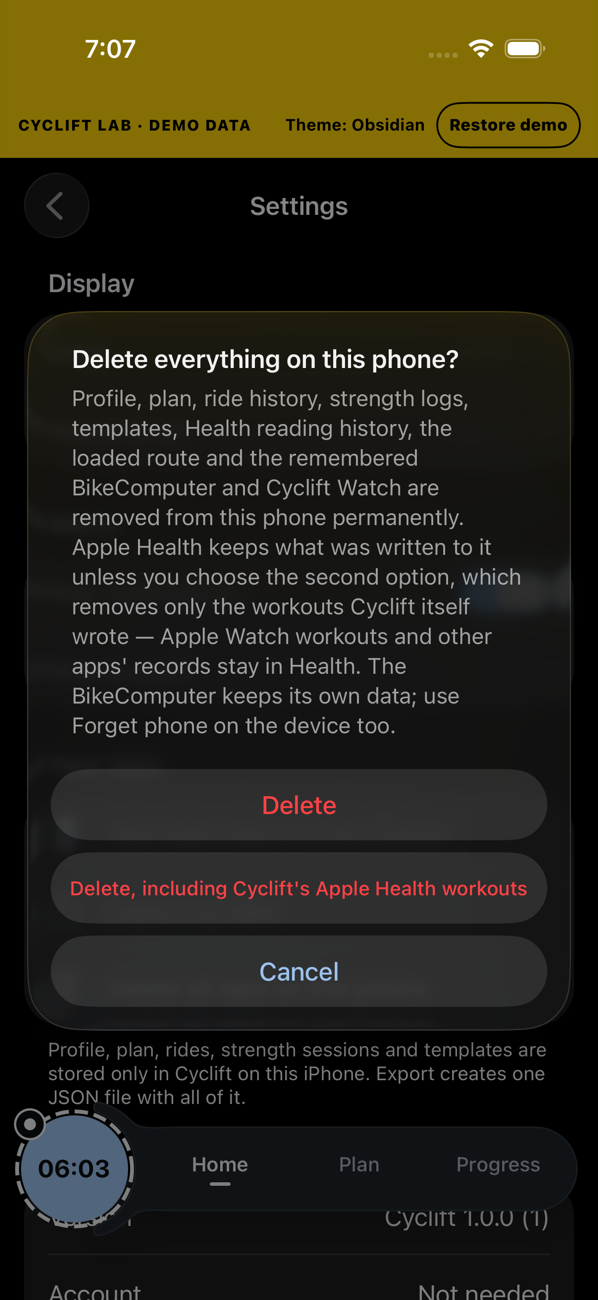 7:07
CYCLIFT LAB · DEMO DATA
Theme: Obsidian
Restore demo
Settings
Display
Delete everything on this phone?
Profile, plan, ride history, strength logs,
templates, Health reading history, the
loaded route and the remembered
BikeComputer and Cyclift Watch are
removed from this phone permanently.
Apple Health keeps what was written to it
unless you choose the second option, which
removes only the workouts Cyclift itself
wrote — Apple Watch workouts and other
apps' records stay in Health. The
BikeComputer keeps its own data; use
Forget phone on the device too.
Delete
Delete, including Cyclift's Apple Health workouts
Cancel
Profile, plan, rides, strength sessions and templates are
stored only in Cyclift on this iPhone. Export creates one
JSON file with all of it.
06:03
Home
Plan
Progress
Cyclift 1.0.0 (1)
Account
Not needed